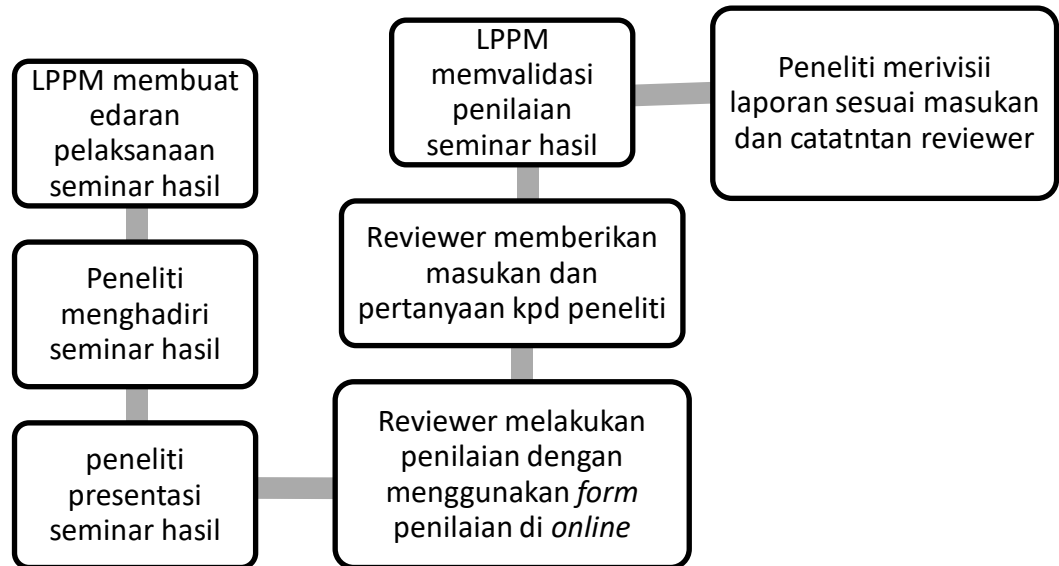 LPPM membuat
edaran
pelaksanaan
seminar hasil
Peneliti
menghadiri
seminar hasil
peneliti
presentasi
seminar hasil
Reviewer melakukan
penilaian dengan
menggunakan form
penilaian di online
Reviewer memberikan
masukan dan
pertanyaan kpd peneliti
LPPM
memvalidasi
penilaian
seminar hasil
Peneliti merivisii
laporan sesuai masukan
dan catatntan reviewer